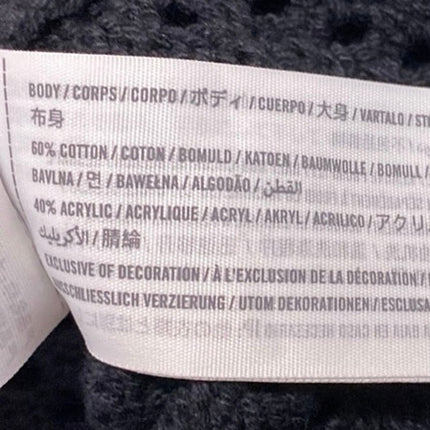 BODY / CORPS / CORPO / ボディ / CUERPO / 大身 / VARTALO / ST
布身
60% COTTON / COTON / BOMULD / KATOEN / BAUMWOLLE / BOMULL /
BAVLNA / 면 / BAWEŁNA / ALGODÃO / القطن
40% ACRYLIC / ACRYLIQUE / ACRYL / AKRYL / ACRILICO / アクリ
الأكريليك / 腈綸
EXCLUSIVE OF DECORATION / À L'EXCLUSION DE LA DÉCORATION /
USSCHLIESSLICH VERZIERUNG / UTOM DEKORATIONEN / ESCLUSA